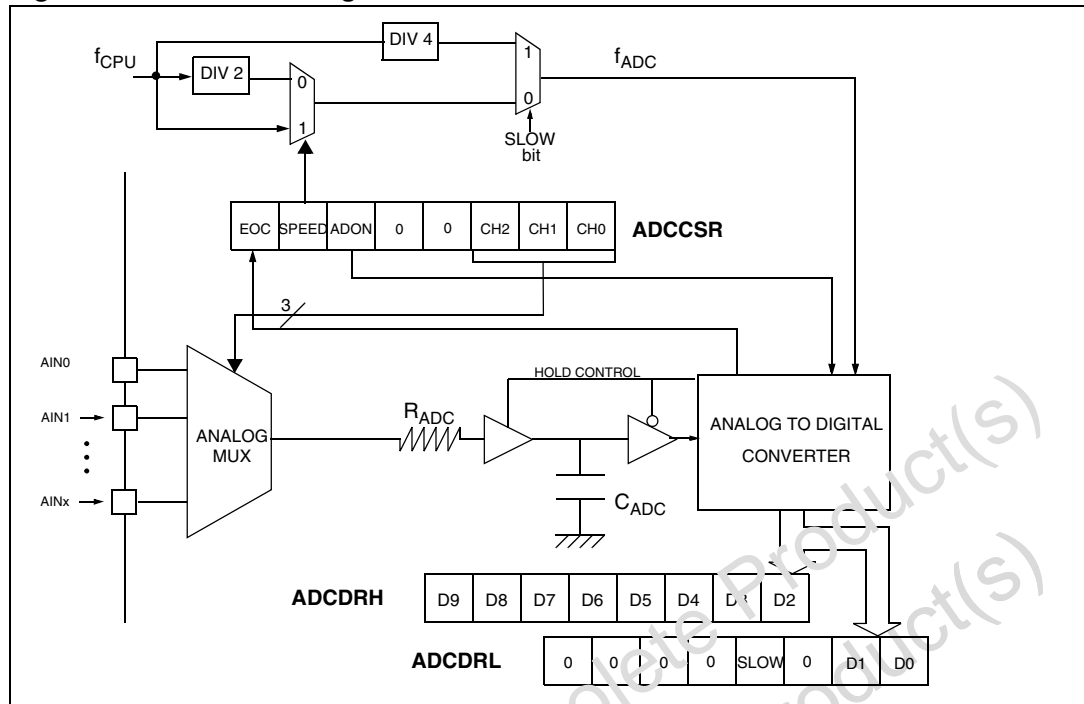 DIV 4
fCPU
DIV 2
0
1
1
0
fADC
SLOW
bit
EOC SPEED ADON 0 0 CH2 CH1 CH0 ADCCSR
3
AIN0
AIN1
AINx
ANALOG
MUX
RADC
HOLD CONTROL
CADC
ANALOG TO DIGITAL
CONVERTER
ADCDRH D9 D8 D7 D6 D5 D4 D3 D2
ADCDRL 0 0 0 0 SLOW 0 D1 D0
Product(s)